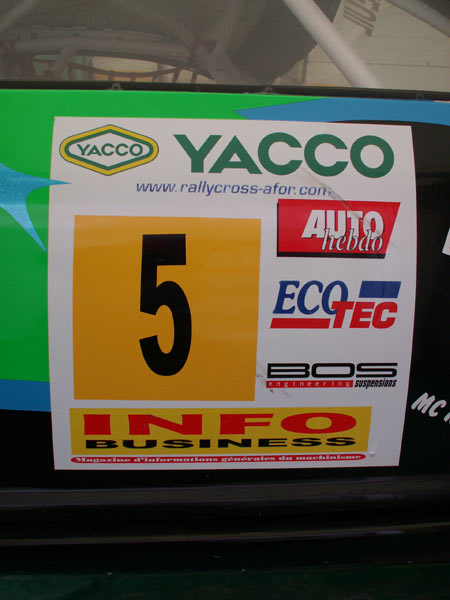 YACCO YACCO
www.rallycross-afor.com
AUTO
hebdo
5
ECO
TEC
BOS
engineering suspensions
MC
INFO
BUSINESS
Magazine d'informations générales du machinisme